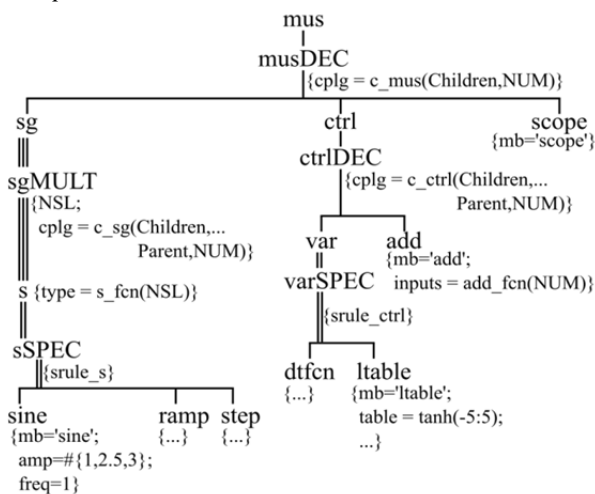 mus
musDEC
{cplg = c_mus(Children,NUM)}
sg ctrl scope
{mb='scope'}
ctrlDEC
sgMULT
{cplg = c_ctrl(Children,...
Parent,NUM)}
{NSL;
cplg = c_sg(Children,...
Parent,NUM)}
var add
{mb='add';
inputs = add_fcn(NUM)}
varSPEC
s {type = s_fcn(NSL)}
{srule_ctrl}
sSPEC
{srule_s}
dtfcn ltable
{...} {mb='ltable';
table = tanh(-5:5);
...}
sine ramp step
{mb='sine'; {...} {...}
amp=#{1,2.5,3};
freq=1}